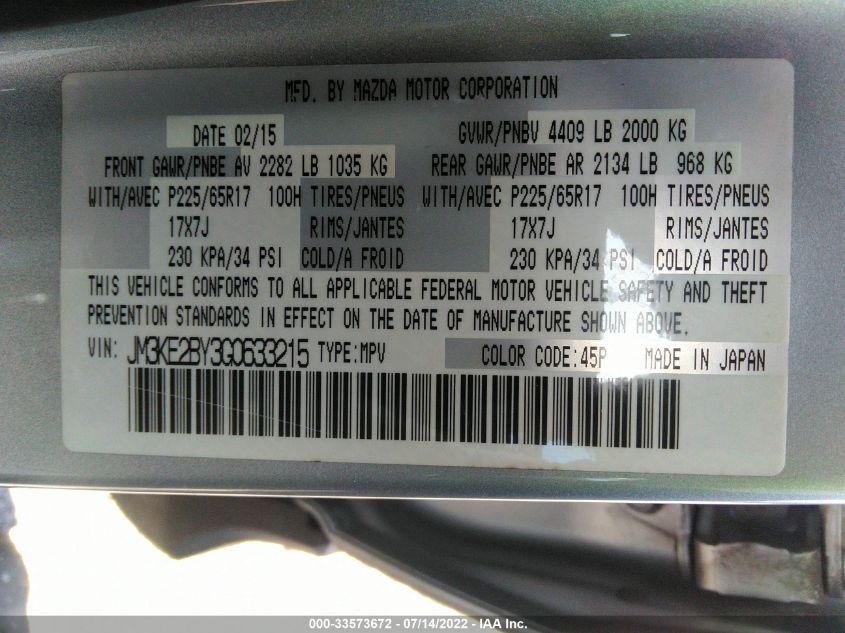 MFD. BY MAZDA MOTOR CORPORATION
DATE 02/15 GVWR/PNBV 4409 LB 2000 KG
FRONT GAWR/PNBE AV 2282 LB 1035 KG REAR GAWR/PNBE AR 2134 LB 968 KG
WITH/AVEC P225/65R17 100H TIRES/PNEUS WITH/AVEC P225/65R17 100H TIRES/PNEUS
17X7J RIMS/JANTES 17X7J RIMS/JANTES
230 KPA/34 PSI COLD/A FROID 230 KPA/34 PSI COLD/A FROID
THIS VEHICLE CONFORMS TO ALL APPLICABLE FEDERAL MOTOR VEHICLE SAFETY AND THEFT
PREVENTION STANDARDS IN EFFECT ON THE DATE OF MANUFACTURE SHOWN ABOVE.
VIN: JM3KE2BY3G0633215 TYPE:MPV COLOR CODE:45P MADE IN JAPAN
000-33573672 / 07/14/2022 - IAA Inc.